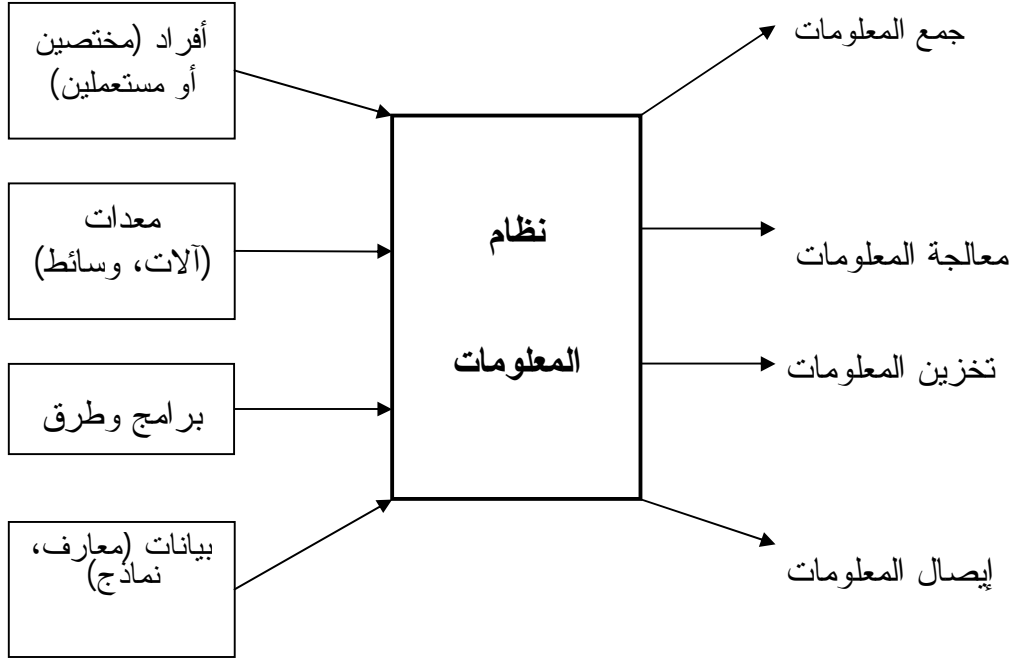 أفراد (مختصين
أو مستعملين)
معدات
(آلات، وسائط)
برامج وطرق
بيانات (معارف،
نماذج)
نظام
المعلومات
جمع المعلومات
معالجة المعلومات
تخزين المعلومات
إيصال المعلومات